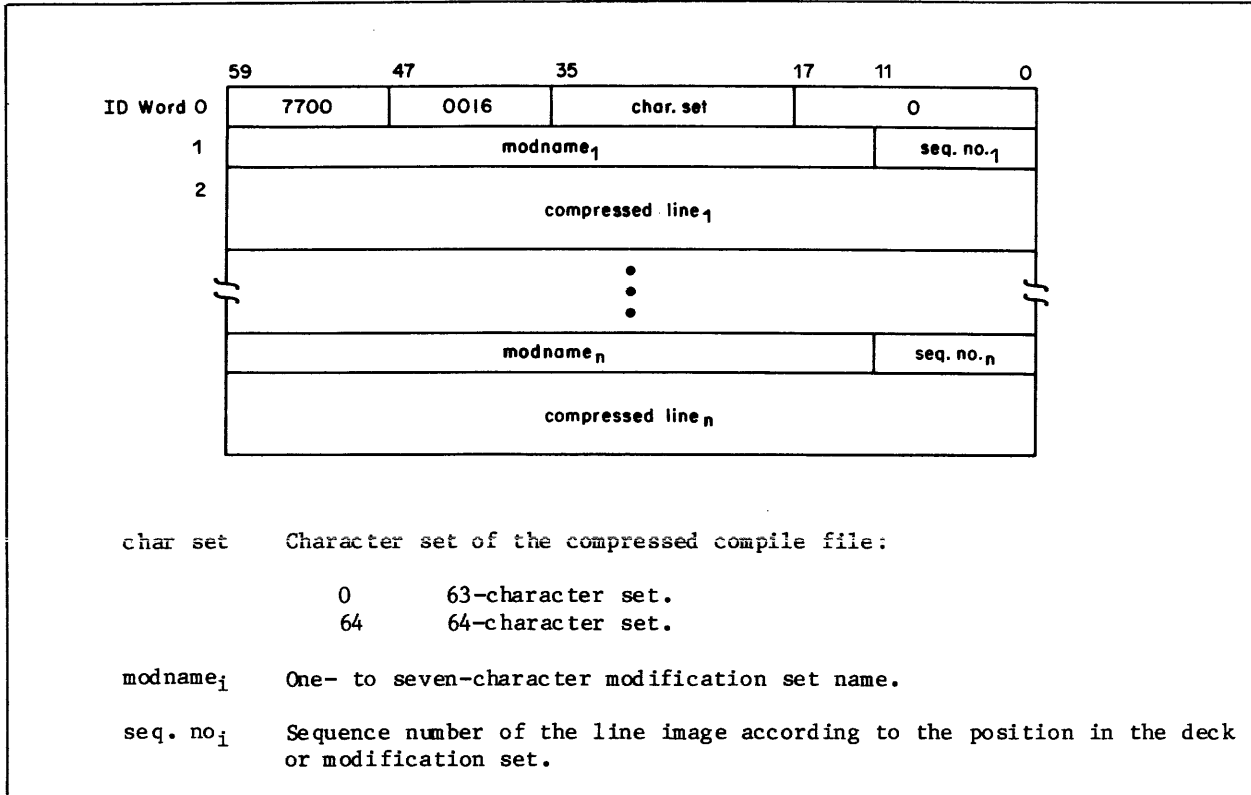 59 47 35 17 11 0
ID Word 0 7700 0016 char. set 0
1 modname1 seq. no.1
2
compressed line1
modnamen seq. no.n
compressed linen
char set Character set of the compressed compile file:
0 63-character set.
64 64-character set.
modnamei One- to seven-character modification set name.
seq. noi Sequence number of the line image according to the position in the deck
or modification set.